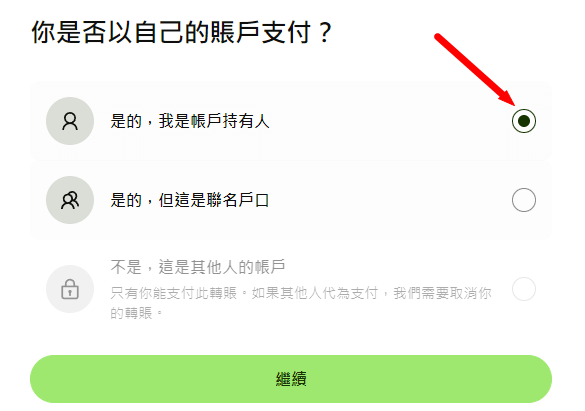 你是否以自己的賬戶支付？
是的，我是帳戶持有人
是的，但這是聯名戶口
不是，這是其他人的帳戶
只有你能支付此轉賬。如果其他人代為支付，我們需要取消你
的轉賬。
繼續